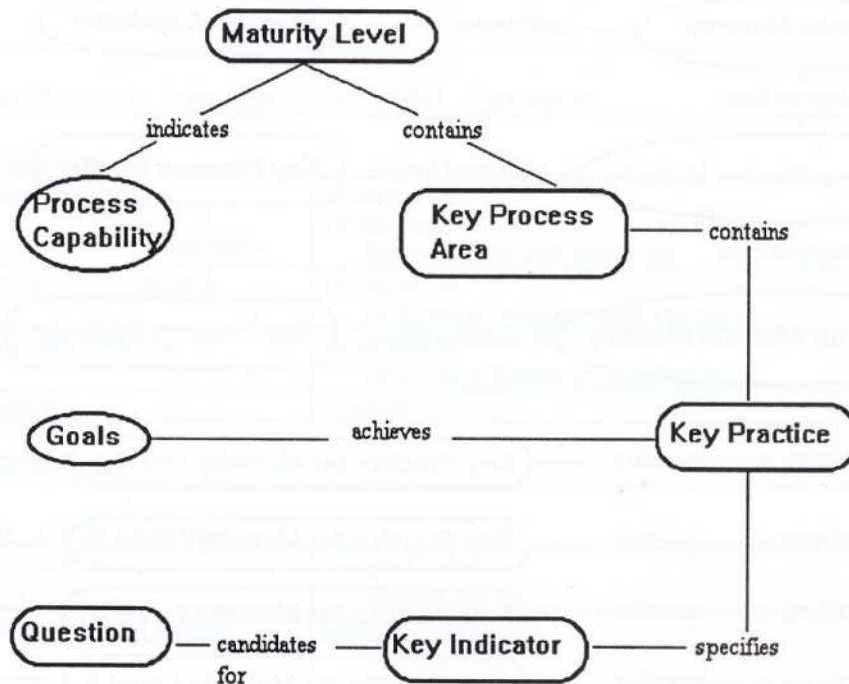 Maturity Level
indicates
contains
Process
Capability
Key Process
Area
contains
Goals
achieves
Key Practice
Question
candidates
for
Key Indicator
specifies